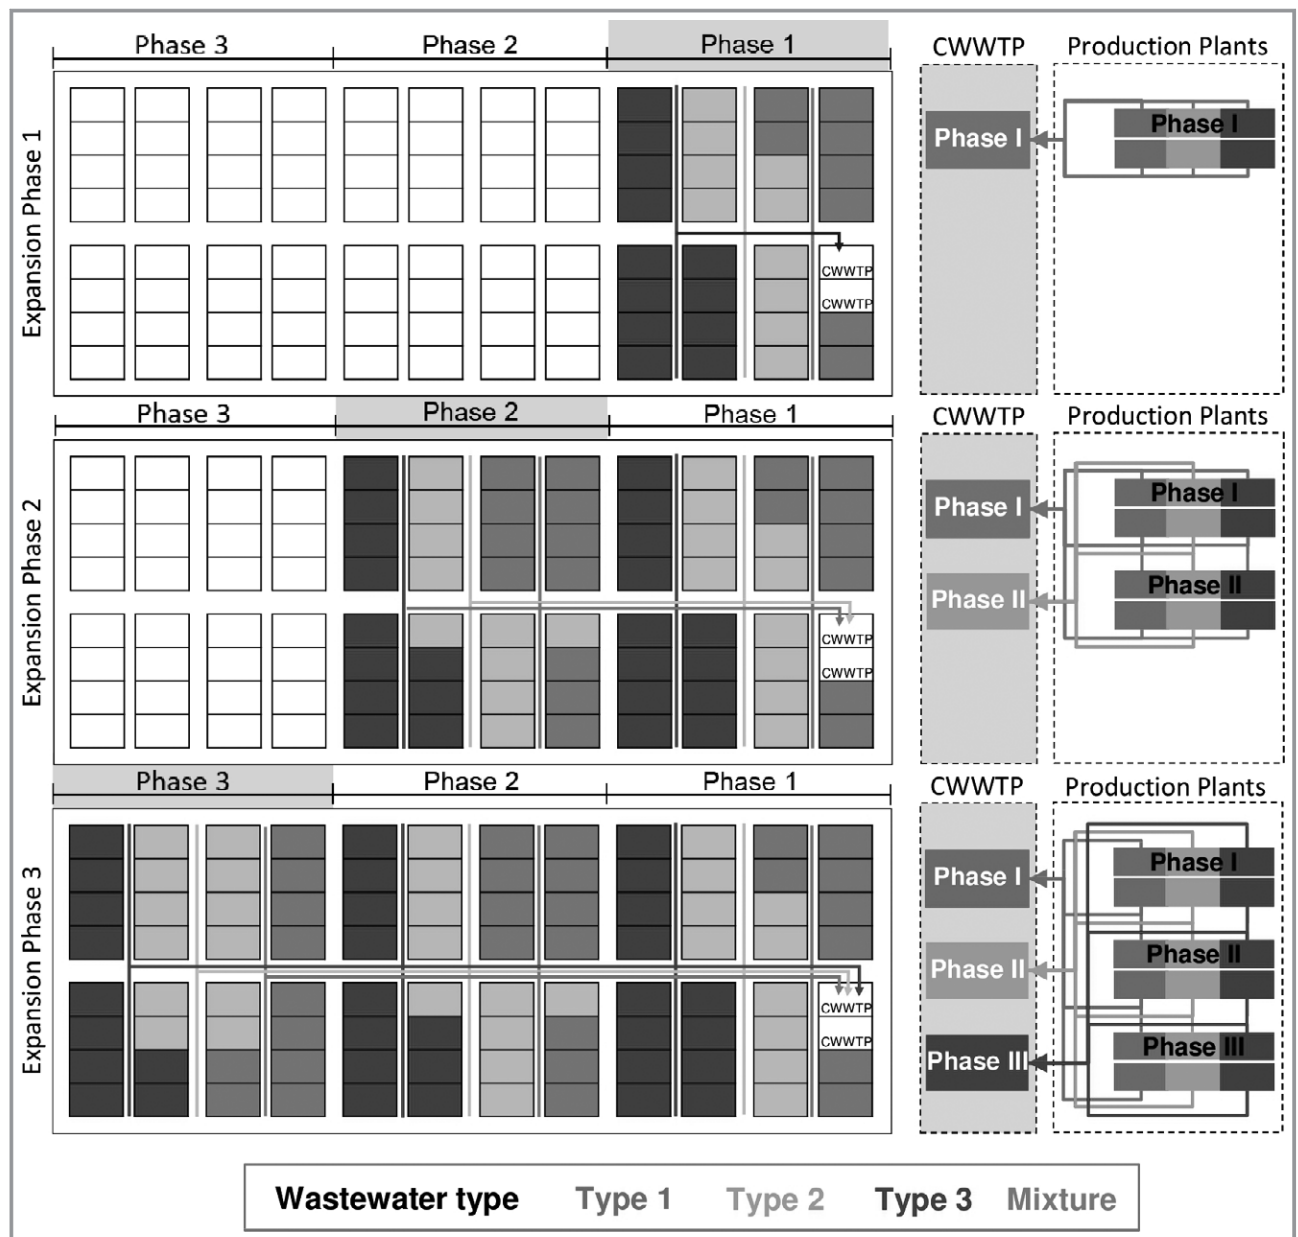 Phase 3 Phase 2 Phase 1 CWWTP Production Plants
Expansion Phase 1
Phase I
Phase I
CWWTP
CWWTP
Phase 3 Phase 2 Phase 1 CWWTP Production Plants
Expansion Phase 2
Phase I
Phase I
Phase II
Phase II
CWWTP
CWWTP
Phase 3 Phase 2 Phase 1 CWWTP Production Plants
Expansion Phase 3
Phase I
Phase I
Phase II
Phase II
CWWTP
CWWTP
Phase III
Phase III
Wastewater type Type 1 Type 2 Type 3 Mixture